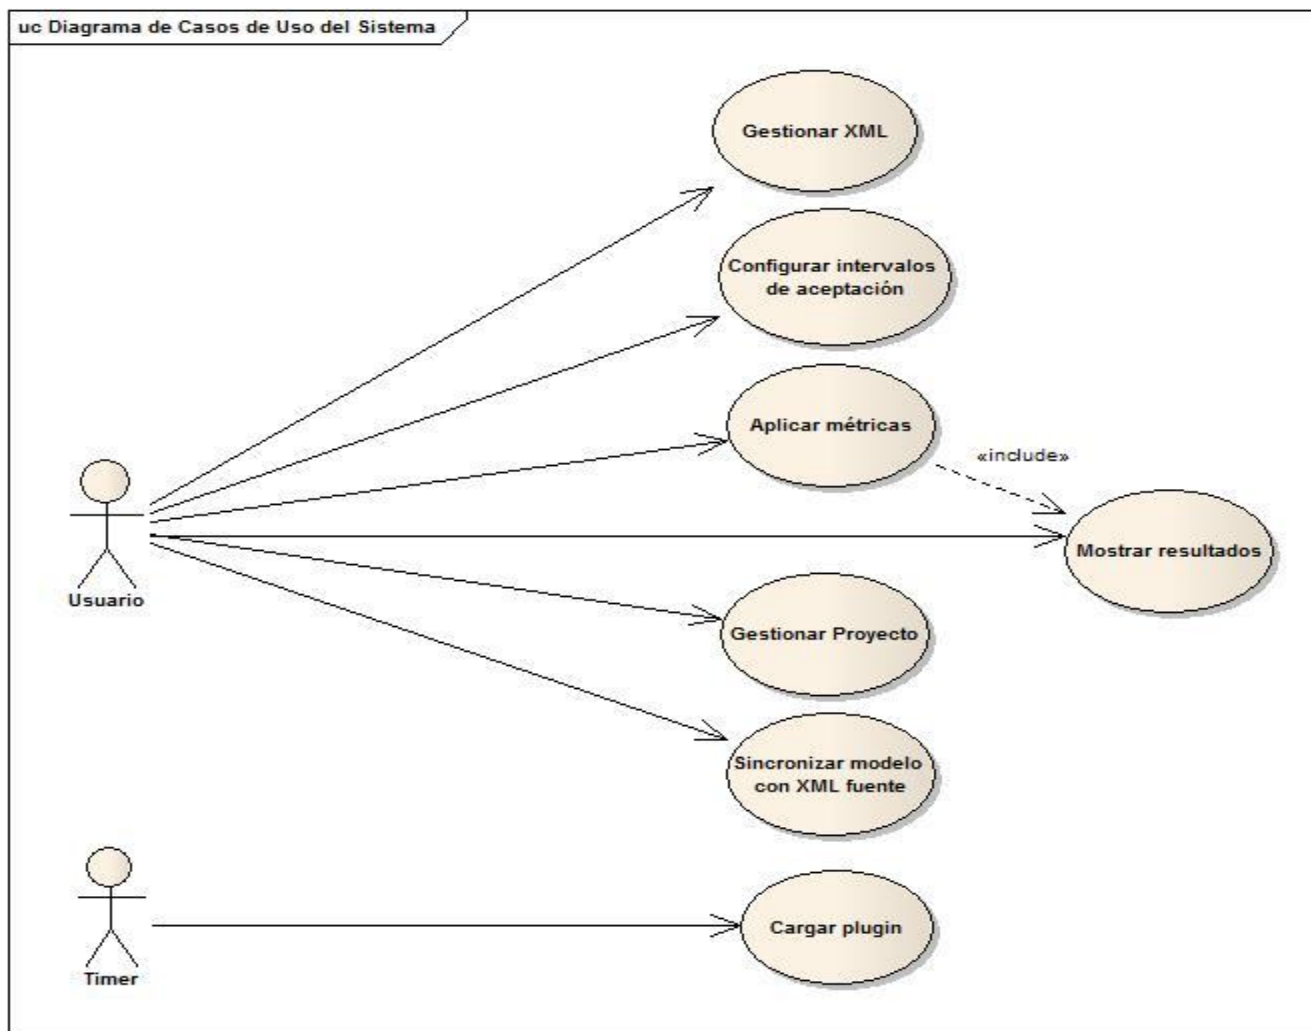 uc Diagrama de Casos de Uso del Sistema
Gestionar XML
Configurar intervalos
de aceptación
Aplicar métricas
«include»
Mostrar resultados
Usuario
Gestionar Proyecto
Sincronizar modelo
con XML fuente
Cargar plugin
Timer